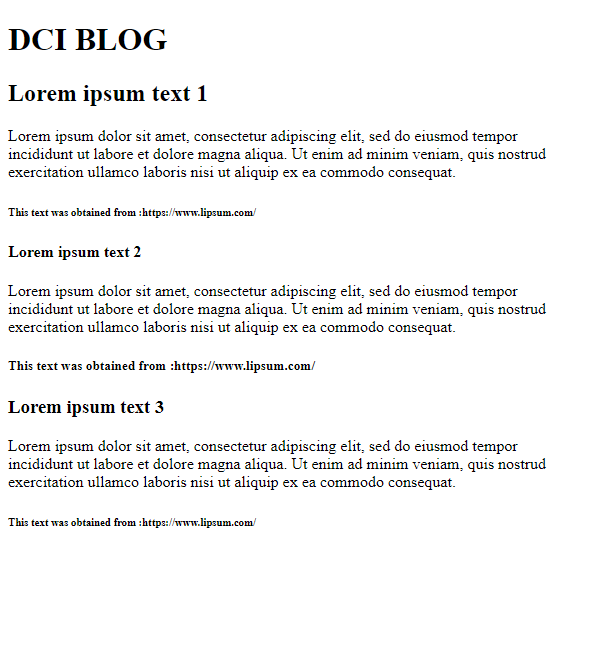 DCI BLOG
Lorem ipsum text 1
Lorem ipsum dolor sit amet, consectetur adipiscing elit, sed do eiusmod tempor
incididunt ut labore et dolore magna aliqua. Ut enim ad minim veniam, quis nostrud
exercitation ullamco laboris nisi ut aliquip ex ea commodo consequat.
This text was obtained from :https://www.lipsum.com/
Lorem ipsum text 2
Lorem ipsum dolor sit amet, consectetur adipiscing elit, sed do eiusmod tempor
incididunt ut labore et dolore magna aliqua. Ut enim ad minim veniam, quis nostrud
exercitation ullamco laboris nisi ut aliquip ex ea commodo consequat.
This text was obtained from :https://www.lipsum.com/
Lorem ipsum text 3
Lorem ipsum dolor sit amet, consectetur adipiscing elit, sed do eiusmod tempor
incididunt ut labore et dolore magna aliqua. Ut enim ad minim veniam, quis nostrud
exercitation ullamco laboris nisi ut aliquip ex ea commodo consequat.
This text was obtained from :https://www.lipsum.com/